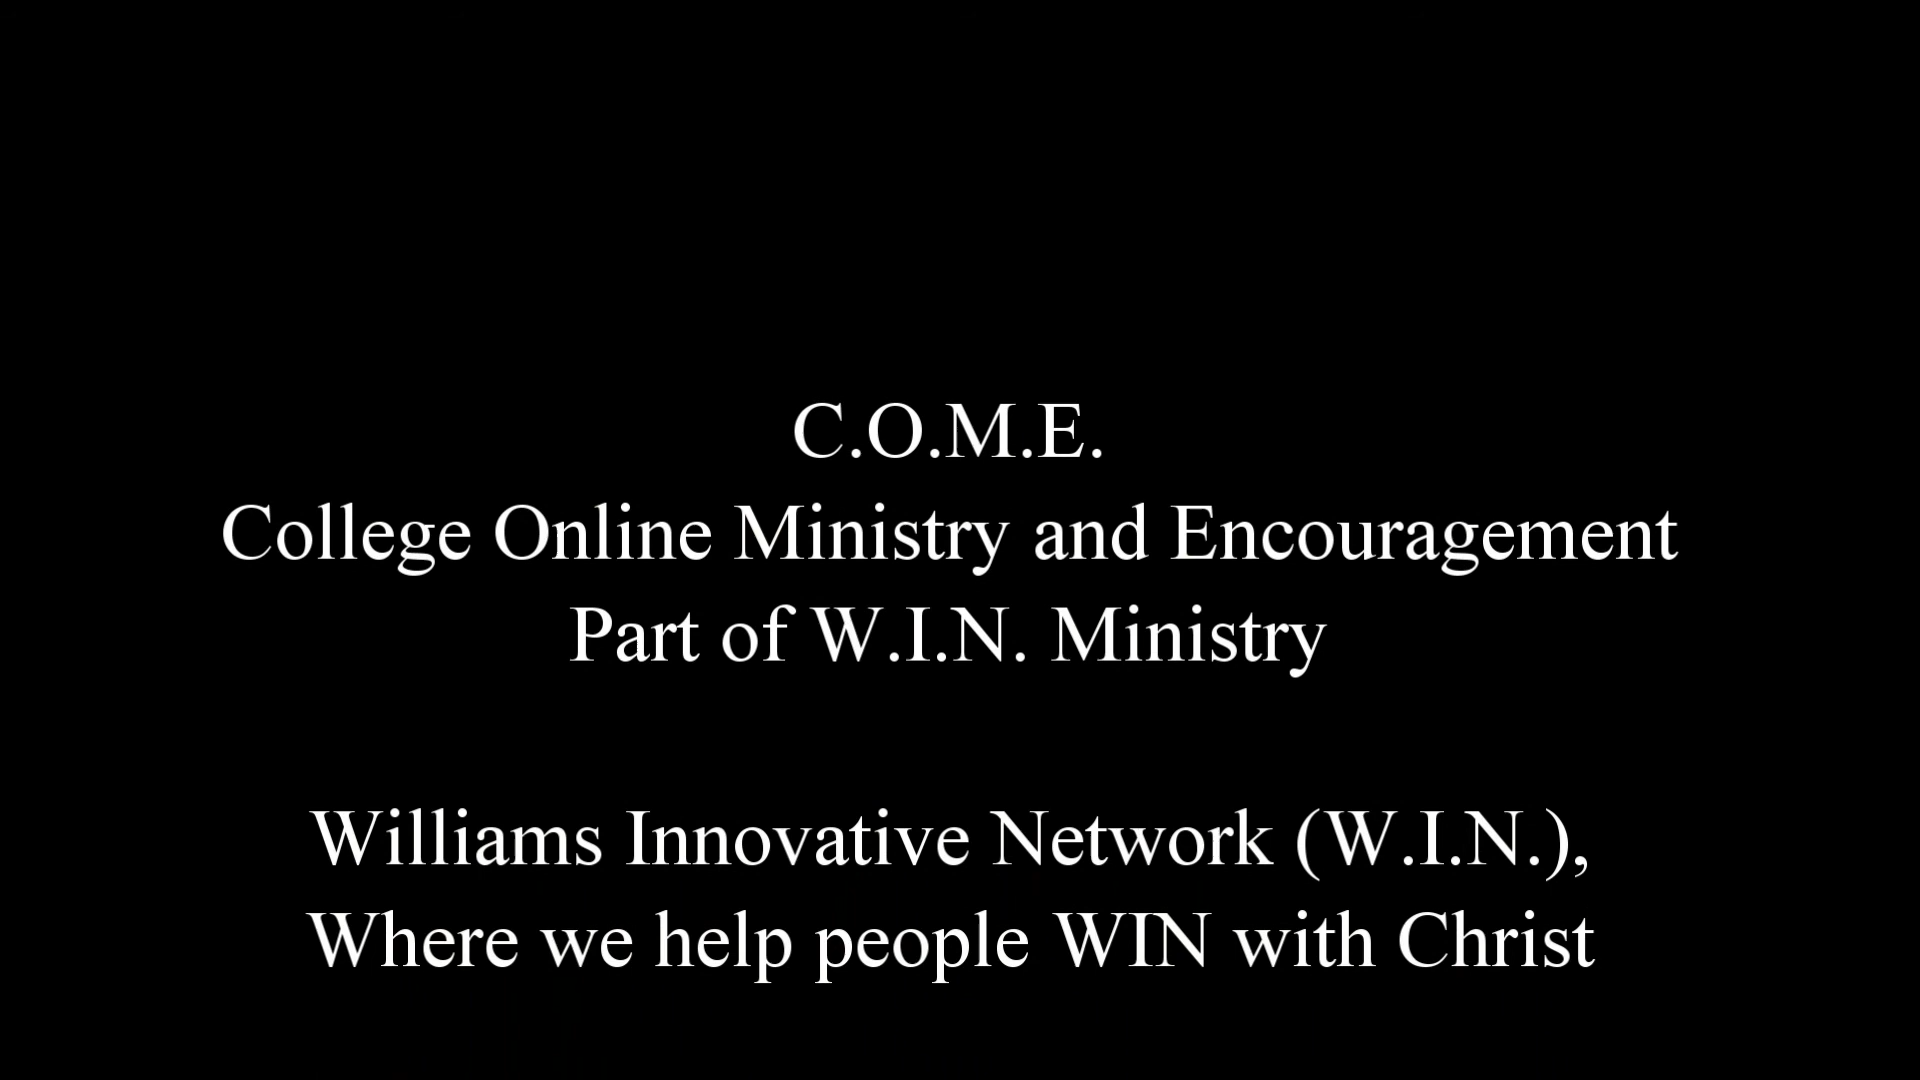 C.O.M.E.
College Online Ministry and Encouragement
Part of W.I.N. Ministry
Williams Innovative Network (W.I.N.),
Where we help people WIN with Christ